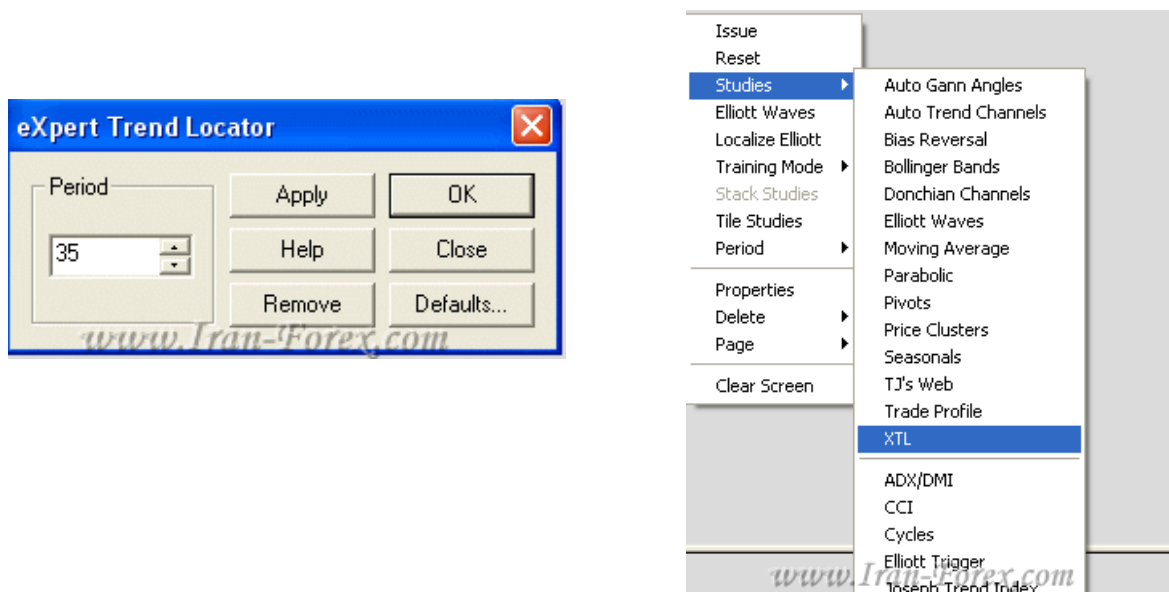 eXpert Trend Locator
Period
35
Apply
OK
Help
Close
Remove
Defaults...
www.Iran-Forex.com
Issue
Reset
Studies
Elliott Waves
Localize Elliott
Training Mode
Stack Studies
Tile Studies
Period
Properties
Delete
Page
Clear Screen
Auto Gann Angles
Auto Trend Channels
Bias Reversal
Bollinger Bands
Donchian Channels
Elliott Waves
Moving Average
Parabolic
Pivots
Price Clusters
Seasonals
TJ's Web
Trade Profile
XTL
ADX/DMI
CCI
Cycles
Elliott Trigger
Joseph Trend Index
www.Iran-Forex.com